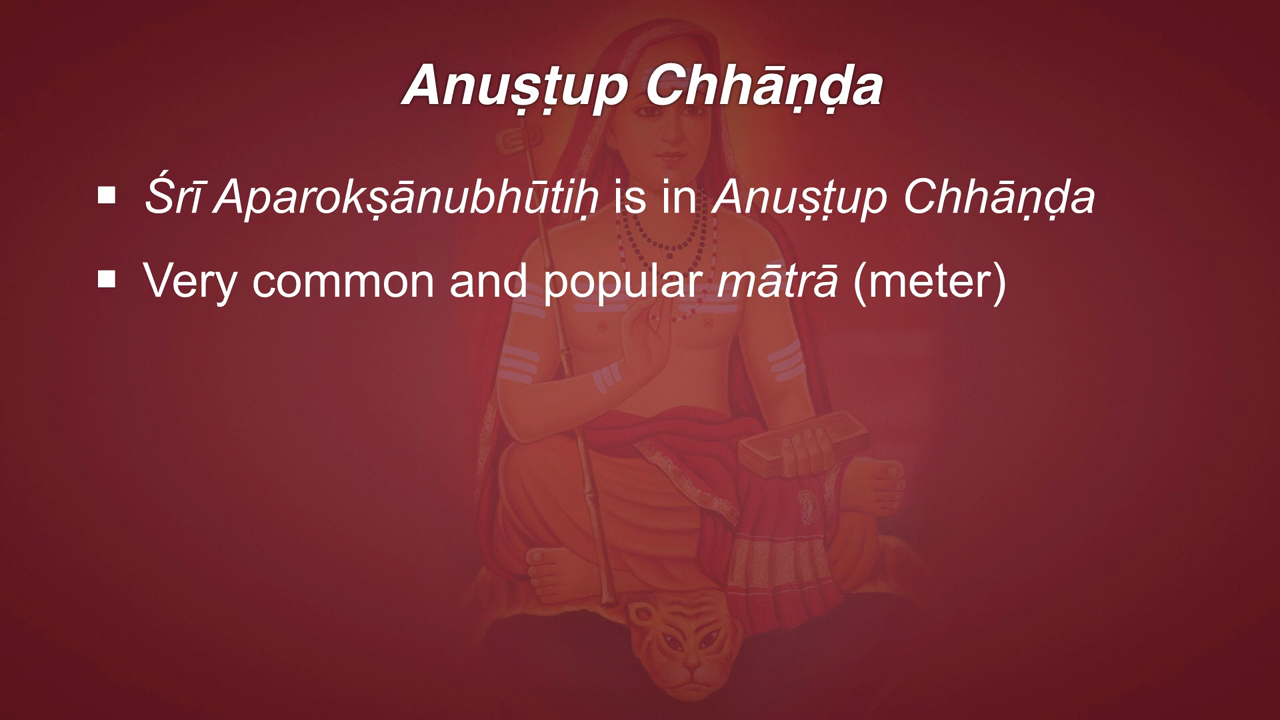 Anuṣṭup Chhāṇḍa
▪ Śrī Aparokṣānubhūtiḥ is in Anuṣṭup Chhāṇḍa
▪ Very common and popular mātrā (meter)